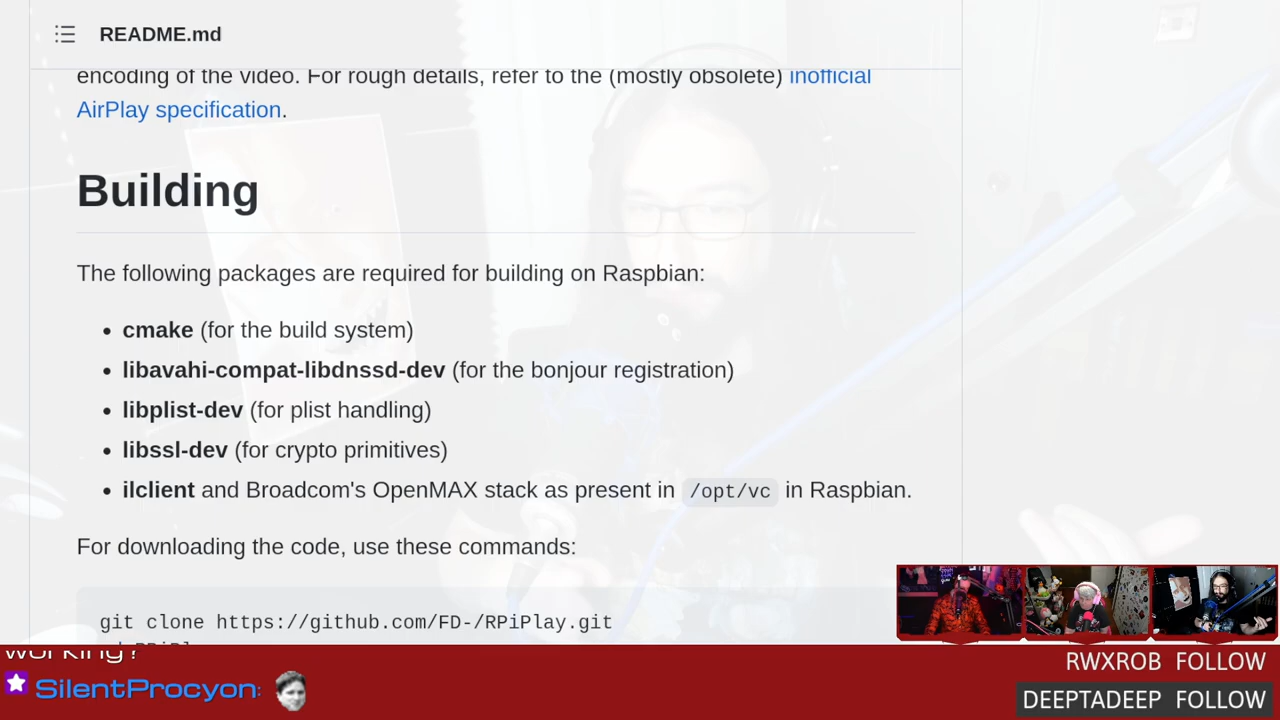 README.md
encoding of the video. For rough details, refer to the (mostly obsolete) inofficial
AirPlay specification.
Building
The following packages are required for building on Raspbian:
• cmake (for the build system)
• libavahi-compat-libdnssd-dev (for the bonjour registration)
• libplist-dev (for plist handling)
• libssl-dev (for crypto primitives)
• ilclient and Broadcom's OpenMAX stack as present in /opt/vc in Raspbian.
For downloading the code, use these commands:
git clone https://github.com/FD-/RPiPlay.git
working?
SilentProcyon:
RWXROB FOLLOW
DEEPTADEEP FOLLOW